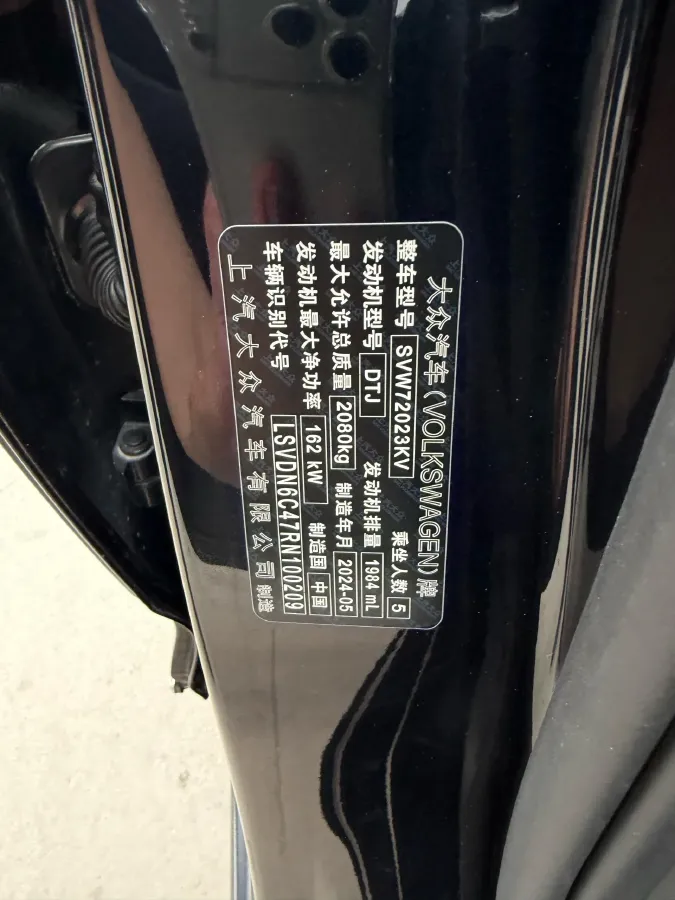 大众汽车(VOLKSWAGEN)牌
整车型号 SVW72023KV 乘坐人数 5
发动机型号 DTJ 发动机排量 1984 mL
最大允许总质量 2080kg 制造年月 2024-05
发动机最大净功率 162 kW 制造国 中国
车辆识别代号 LSVDN6C47RN100209
上汽大众汽车有限公司 制造